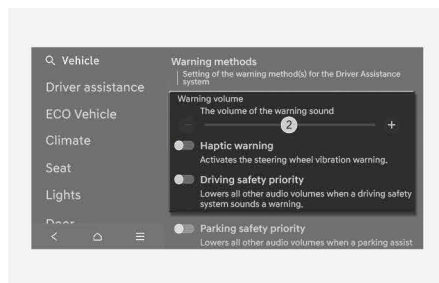 Vehicle
Driver assistance
ECO Vehicle
Climate
Seat
Lights
Door
Warning methods
Setting of the warning method(s) for the Driver Assistance
system
Warning volume
The volume of the warning sound
− 2 +
Haptic warning
Activates the steering wheel vibration warning.
Driving safety priority
Lowers all other audio volumes when a driving safety
system sounds a warning.
Parking safety priority
Lowers all other audio volumes when a parking assist